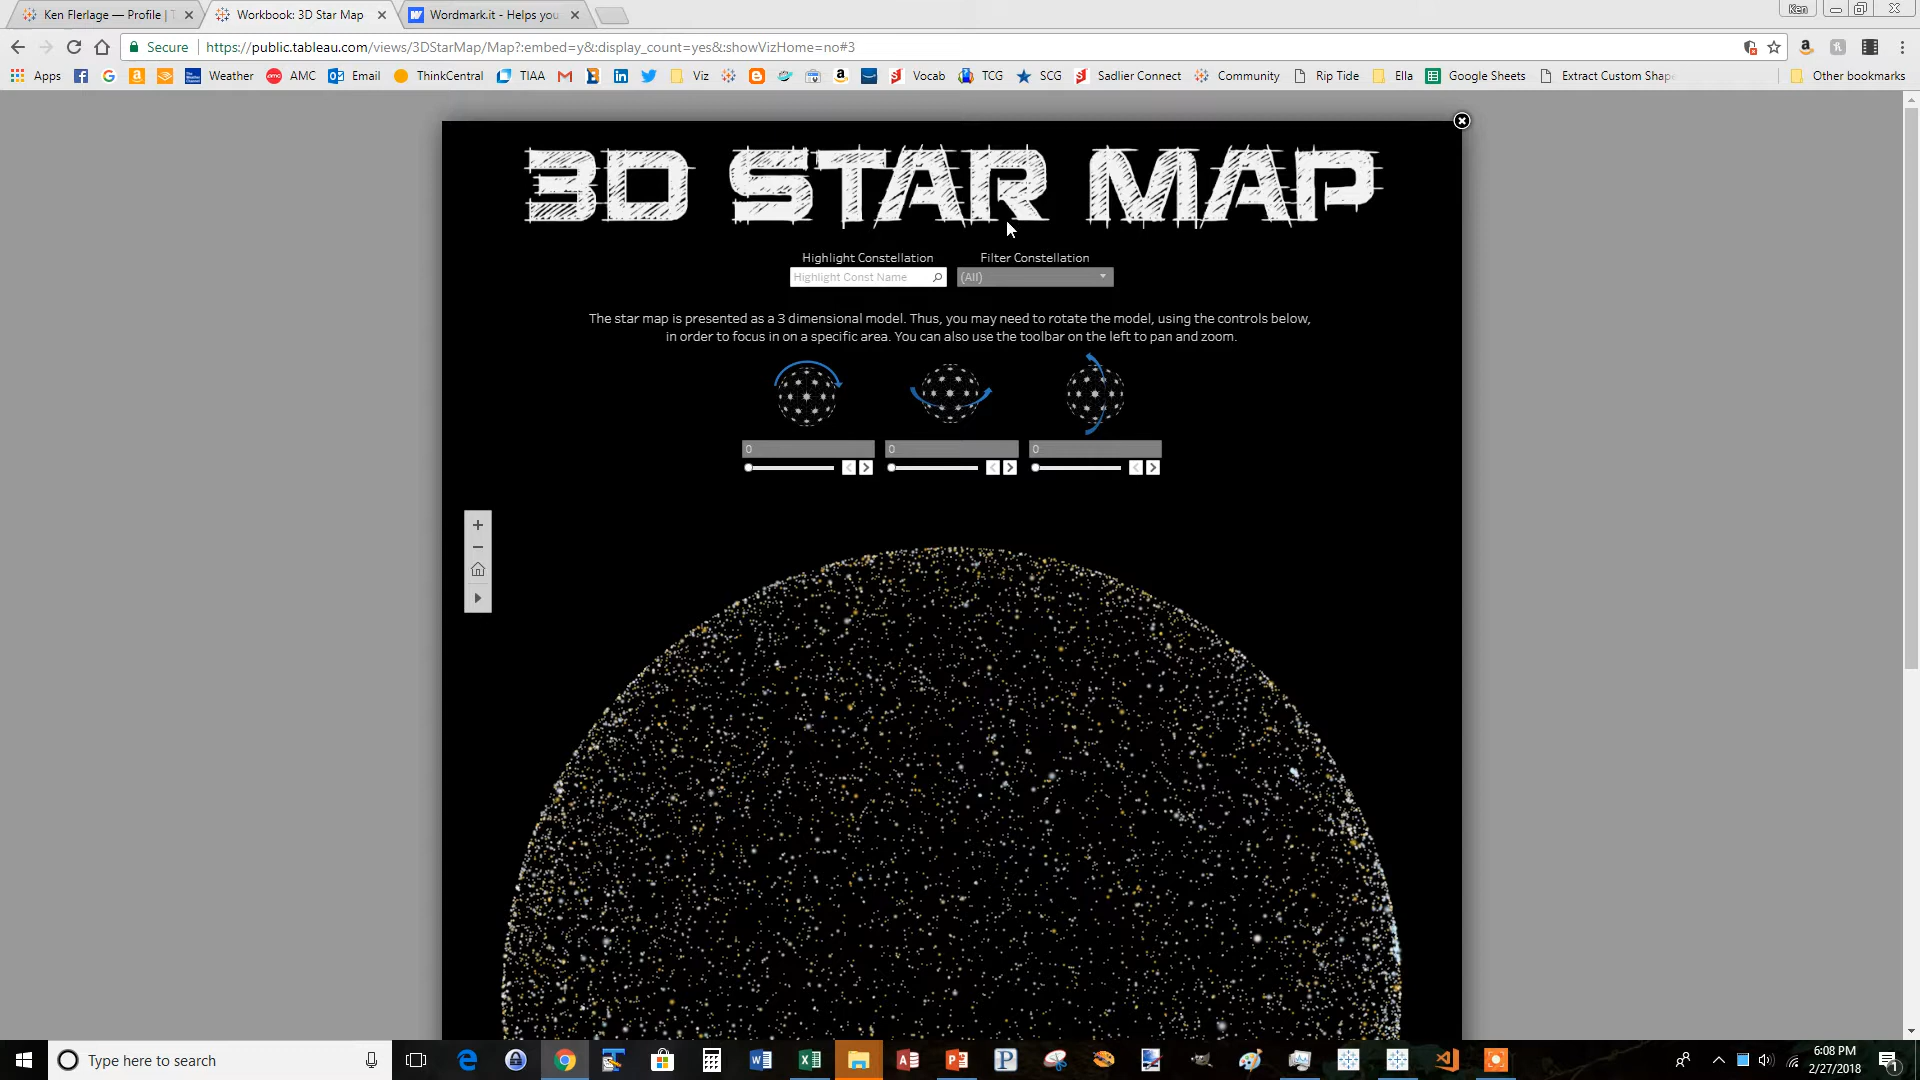 Ken Flerlage — Profile | T
Workbook: 3D Star Map
Wordmark.it - Helps you
Ken
Secure
https://public.tableau.com/views/3DStarMap/Map?:embed=y&:display_count=yes&:showVizHome=no#3
Apps
Weather
AMC
Email
ThinkCentral
TIAA
Viz
Vocab
TCG
SCG
Sadlier Connect
Community
Rip Tide
Ella
Google Sheets
Extract Custom Shape
Other bookmarks
3D STAR MAP
Highlight Constellation
Filter Constellation
Highlight Const Name
(All)
The star map is presented as a 3 dimensional model. Thus, you may need to rotate the model, using the controls below,
in order to focus in on a specific area. You can also use the toolbar on the left to pan and zoom.
0
0
0
Type here to search
6:08 PM
2/27/2018
1